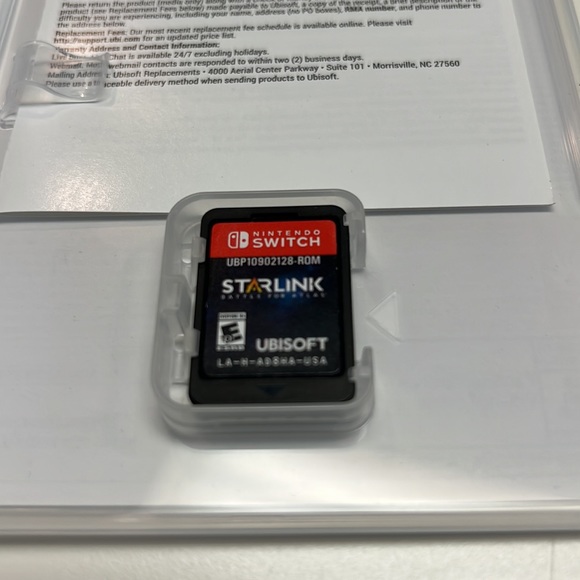 Please return the product (media only) along with
product (see Replacement Fees below) made payable to Ubisoft, a copy of the receipt, a brief description of the
difficulty you are experiencing, including your name, address (no PO boxes), RMA number, and phone number to
the address below.
Replacement Fees: Our most recent replacement fee schedule is available online. Please visit
http://support.ubi.com for an updated price list.
Warranty Address and Contact Information:
Live Chat is available 24/7 excluding holidays.
Webmail: webmail contacts are responded to within two (2) business days.
Mailing Address: Ubisoft Replacements • 4000 Aerial Center Parkway • Suite 101 • Morrisville, NC 27560
Please use a traceable delivery method when sending products to Ubisoft.
NINTENDO
SWITCH
UBP10902128-ROM
STARLINK
BATTLE FOR ATLAS
E
UBISOFT
LA-H-AD8HA-USA